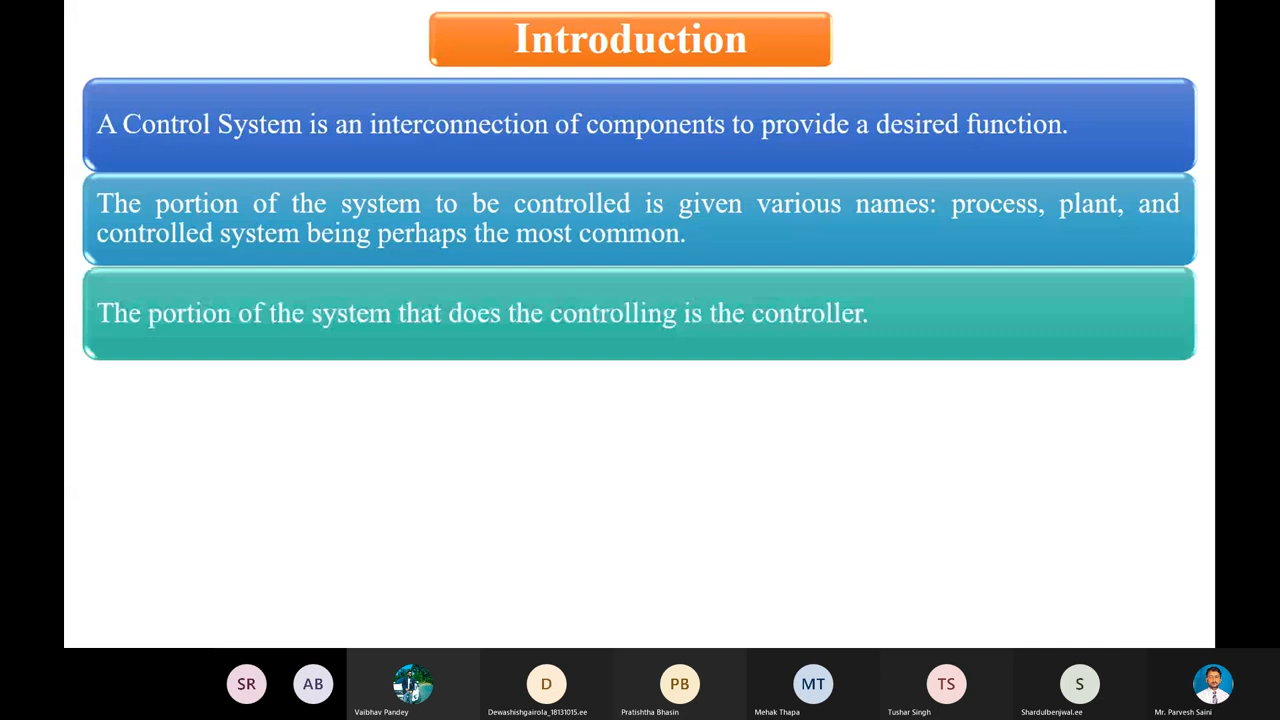 Introduction
A Control System is an interconnection of components to provide a desired function.
The portion of the system to be controlled is given various names: process, plant, and
controlled system being perhaps the most common.
The portion of the system that does the controlling is the controller.
SR
AB
D
PB
MT
TS
S
Vaibhav Pandey
Dewashishgairola_18131015.ee
Pratishtha Bhasin
Mehak Thapa
Tushar Singh
Shardulbenjwal.ee
Mr. Parvesh Saini